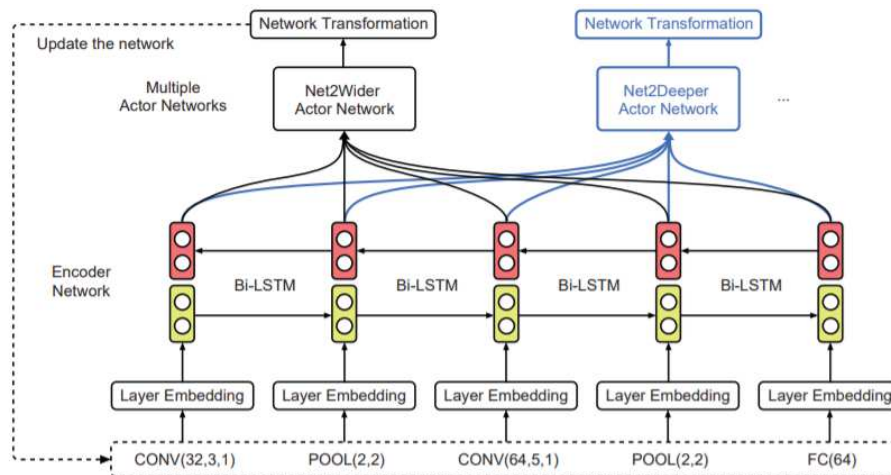 Network Transformation
Network Transformation
Update the network
Multiple
Actor Networks
Net2Wider
Actor Network
Net2Deeper
Actor Network
...
Encoder
Network
Bi-LSTM
Bi-LSTM
Bi-LSTM
Bi-LSTM
Layer Embedding
Layer Embedding
Layer Embedding
Layer Embedding
Layer Embedding
CONV(32,3,1)
POOL(2,2)
CONV(64,5,1)
POOL(2,2)
FC(64)